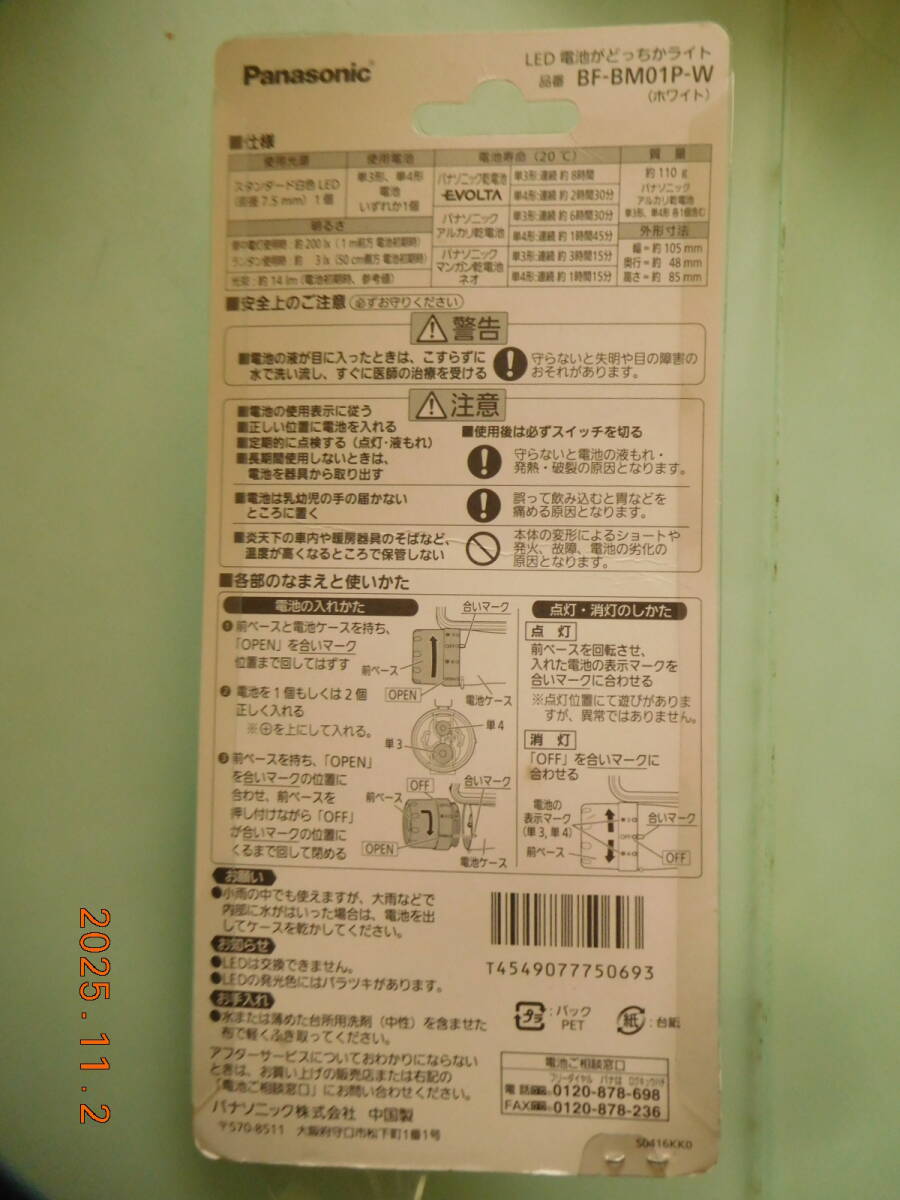 Panasonic
LED 電池がどっちかライト
品番 BF-BM01P-W
(ホワイト)
■仕様
使用光源
スタンダード白色 LED
(直径 7.5 mm) 1個
使用電池
単3形、単4形
電池
いずれか1個
明るさ
懐中電灯使用時: 約 200 lx (1 m前方 電池初期時)
ランタン使用時: 約 3 lx (50 cm側方 電池初期時)
光束: 約 14 lm (電池初期時、参考値)
電池寿命 (20 ℃)
パナソニック乾電池
EVOLTA
単3形:連続 約 8時間
単4形:連続 約 2時間30分
パナソニック
アルカリ乾電池
単3形:連続 約 6時間30分
単4形:連続 約 1時間45分
パナソニック
マンガン乾電池
ネオ
単3形:連続 約 3時間15分
単4形:連続 約 1時間15分
質量
約 110 g
パナソニック
アルカリ乾電池
単3形、単4形 各1個含む
外形寸法
幅=約 105 mm
奥行=約 48 mm
高さ=約 85 mm
■安全上のご注意 (必ずお守りください)
警告
■電池の液が目に入ったときは、こすらずに
水で洗い流し、すぐに医師の治療を受ける
守らないと失明や目の障害の
おそれがあります。
注意
■電池の使用表示に従う
■正しい位置に電池を入れる
■定期的に点検する (点灯・液もれ)
■長期間使用しないときは、
電池を器具から取り出す
■使用後は必ずスイッチを切る
守らないと電池の液もれ・
発熱・破裂の原因となります。
■電池は乳幼児の手の届かない
ところに置く
誤って飲み込むと胃などを
痛める原因となります。
■炎天下の車内や暖房器具のそばなど、
温度が高くなるところで保管しない
本体の変形によるショートや
発火、故障、電池の劣化の
原因となります。
■各部のなまえと使いかた
電池の入れかた
❶ 前ベースと電池ケースを持ち、
「OPEN」を合いマーク
位置まで回してはずす
合いマーク
前ベース
OPEN
電池ケース
❷ 電池を1個もしくは2個
正しく入れる
※⊕を上にして入れる。
単4
単3
❸ 前ベースを持ち、「OPEN」
を合いマークの位置に
合わせ、前ベースを
押し付けながら「OFF」
が合いマークの位置に
くるまで回して閉める
OFF
合いマーク
前ベース
OPEN
電池ケース
点灯・消灯のしかた
点 灯
前ベースを回転させ、
入れた電池の表示マークを
合いマークに合わせる
※点灯位置にて遊びがありま
すが、異常ではありません。
消 灯
「OFF」を合いマークに
合わせる
電池の
表示マーク
(単3, 単4)
前ベース
合いマーク
OFF
お願い
●小雨の中でも使えますが、大雨などで
内部に水がはいった場合は、電池を出
してケースを乾かしてください。
お知らせ
●LEDは交換できません。
●LEDの発光色にはバラツキがあります。
お手入れ
●水または薄めた台所用洗剤 (中性) を含ませた
布で軽くふき取ってください。
アフターサービスについておわかりにならない
ときは、お買い上げの販売店または右記の
「電池ご相談窓口」にお問い合わせください。
パナソニック株式会社 中国製
〒570-8511 大阪府守口市松下町1番1号
T4549077750693
プラ :パック
PET
紙 :台紙
電池ご相談窓口
フリーダイヤル パナは ロウキュウハチ
電話 0120-878-698
FAX 0120-878-236
S0416KK0
2025.11.2